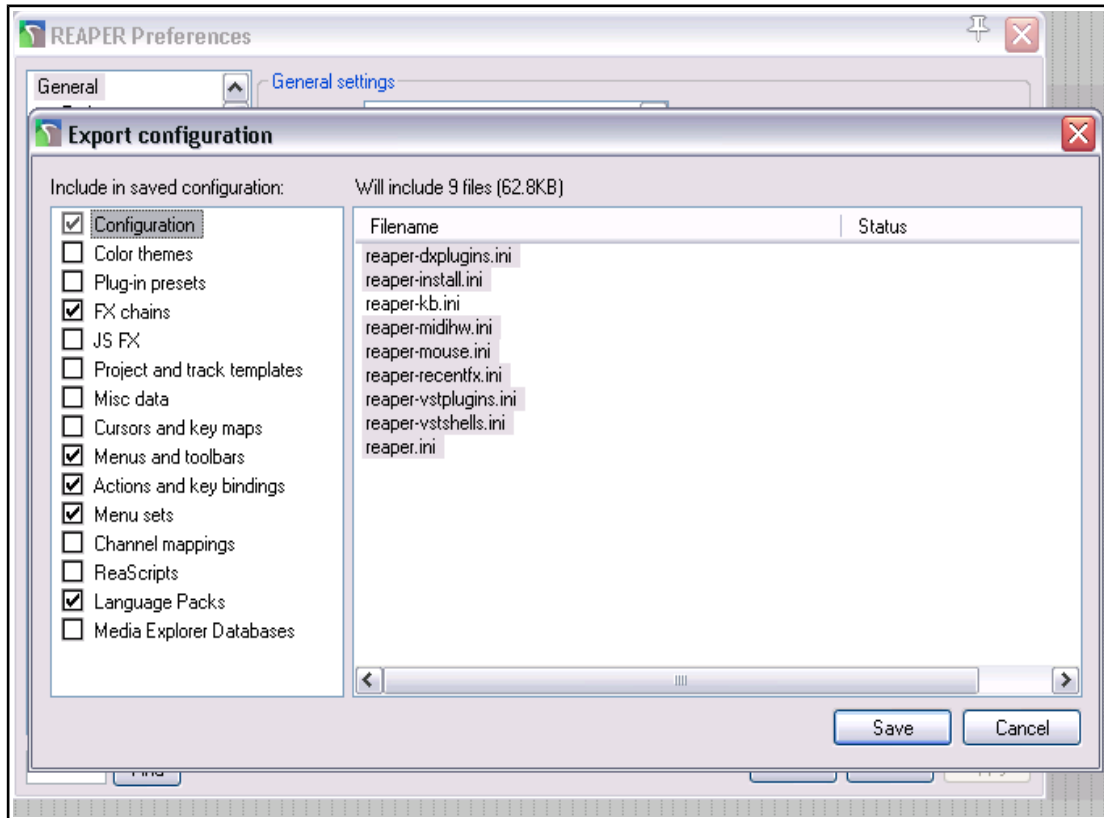 REAPER Preferences
General
General settings
Export configuration
Include in saved configuration:
Will include 9 files (62.8KB)
Configuration
Color themes
Plug-in presets
FX chains
JS FX
Project and track templates
Misc data
Cursors and key maps
Menus and toolbars
Actions and key bindings
Menu sets
Channel mappings
ReaScripts
Language Packs
Media Explorer Databases
Filename
Status
reaper-dxplugins.ini
reaper-install.ini
reaper-kb.ini
reaper-midihw.ini
reaper-mouse.ini
reaper-recentfx.ini
reaper-vstplugins.ini
reaper-vstshells.ini
reaper.ini
Save
Cancel